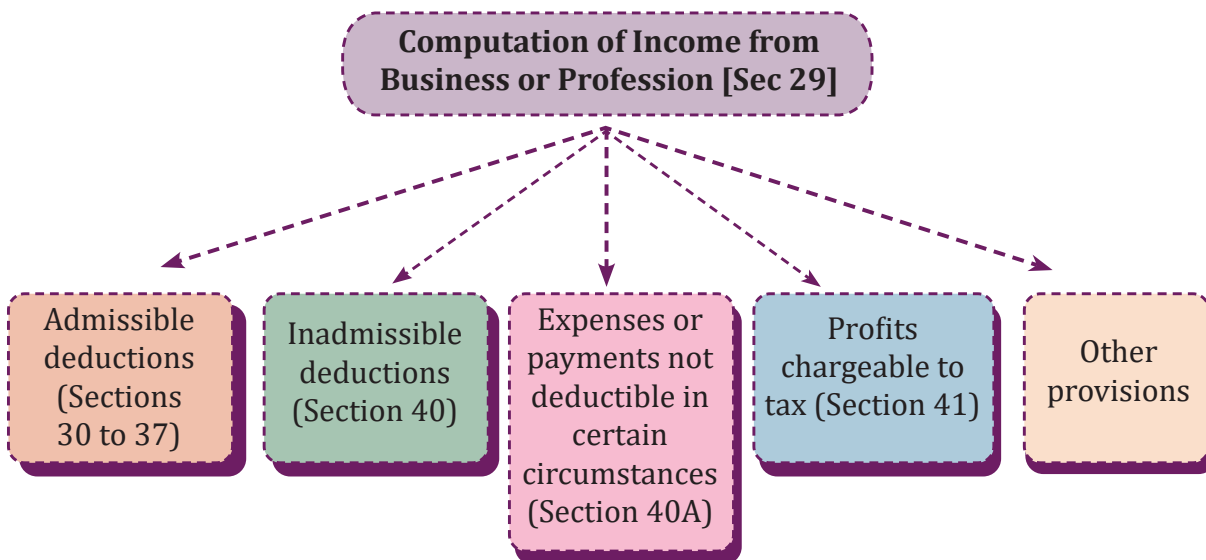 Computation of Income from
Business or Profession [Sec 29]
Admissible
deductions
(Sections
30 to 37)
Inadmissible
deductions
(Section 40)
Expenses or
payments not
deductible in
certain
circumstances
(Section 40A)
Profits
chargeable to
tax (Section 41)
Other
provisions